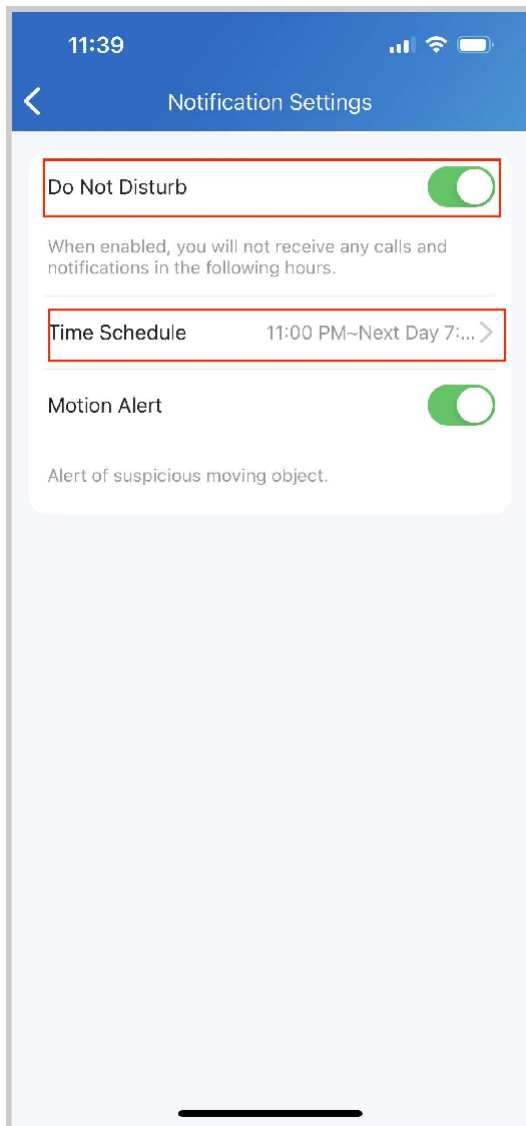 11:39
Notification Settings
Do Not Disturb
When enabled, you will not receive any calls and
notifications in the following hours.
Time Schedule 11:00 PM~Next Day 7:...
Motion Alert
Alert of suspicious moving object.